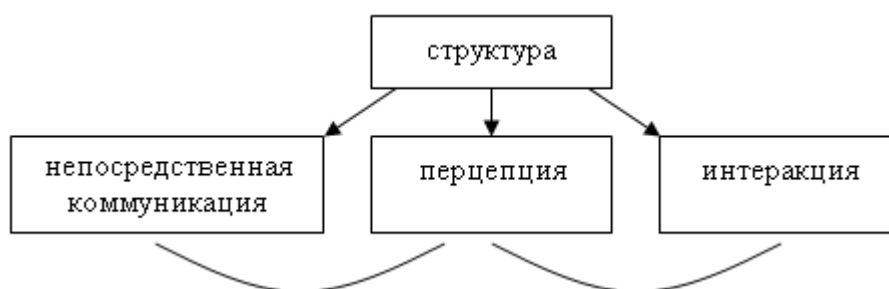 структура
непосредственная
коммуникация
перцепция
интеракция